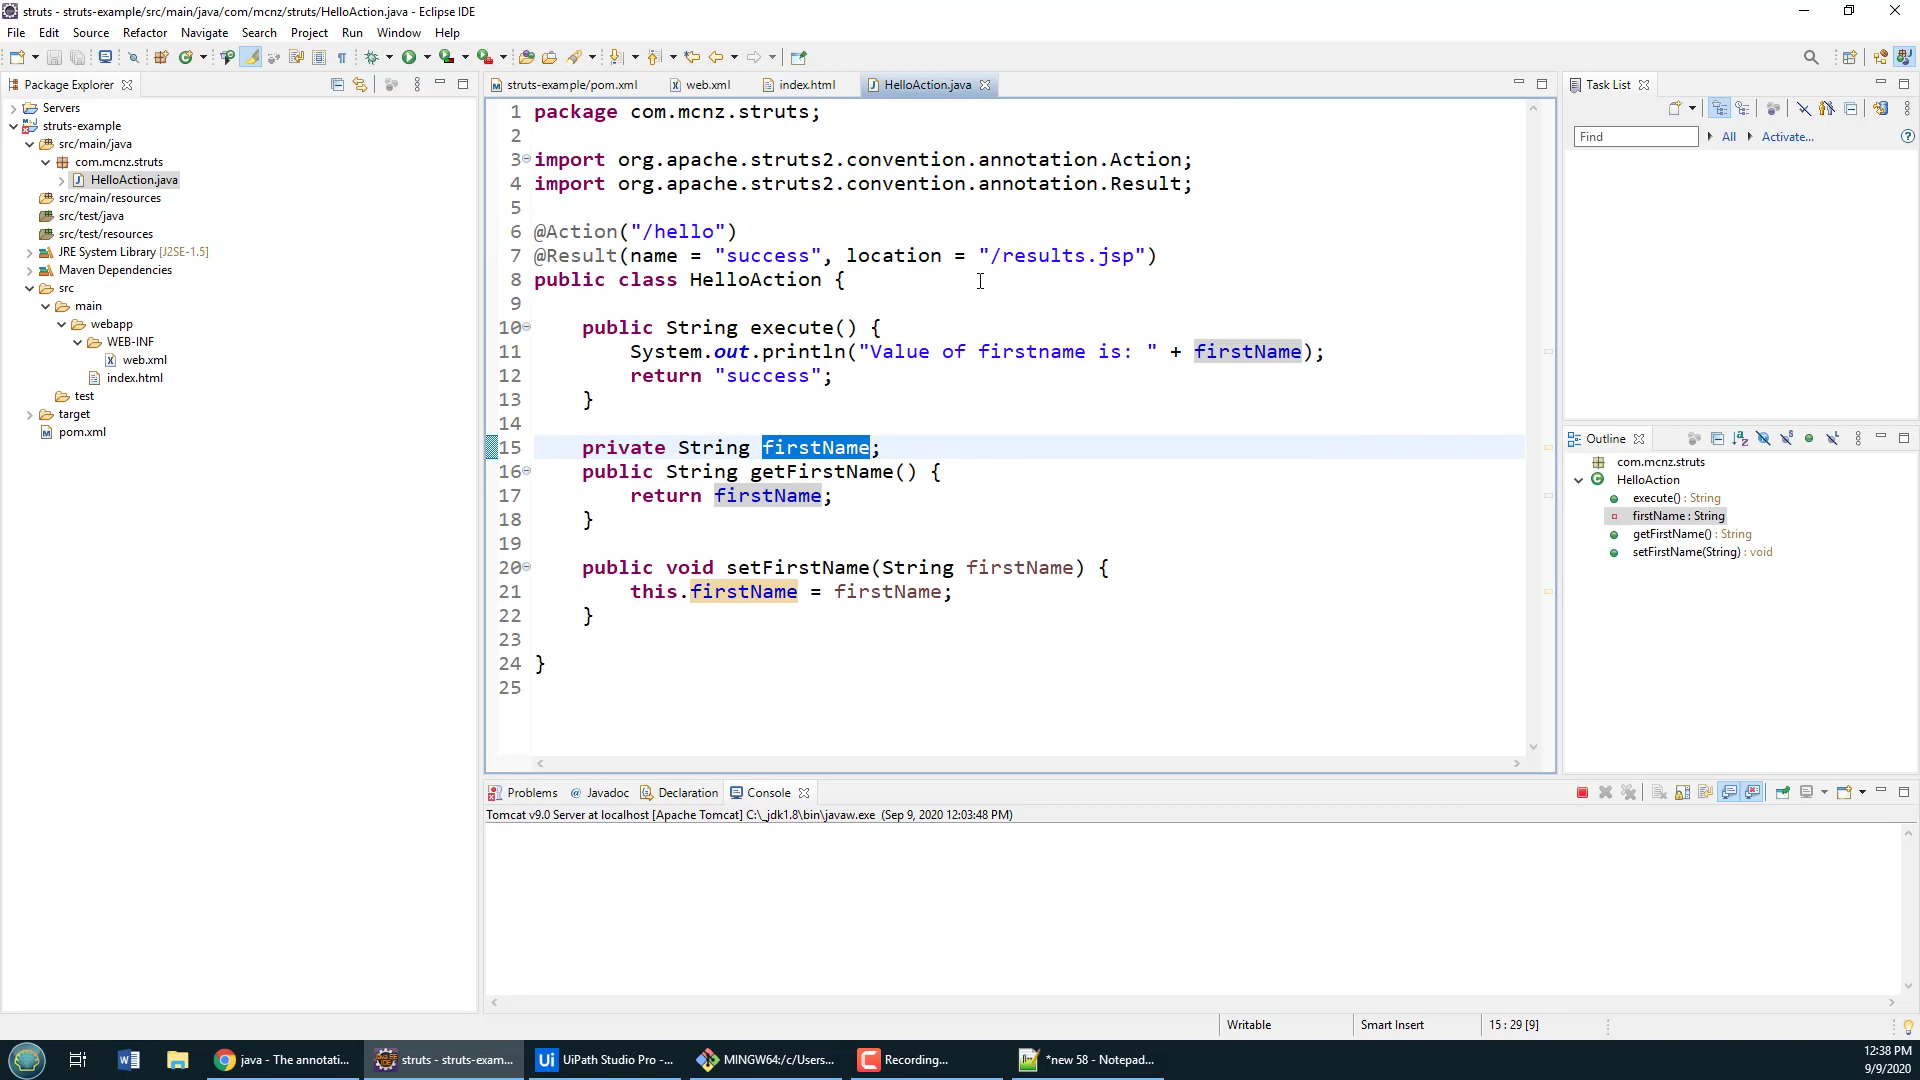 struts - struts-example/src/main/java/com/mcnz/struts/HelloAction.java - Eclipse IDE
File Edit Source Refactor Navigate Search Project Run Window Help
Package Explorer
Servers
struts-example
src/main/java
com.mcnz.struts
HelloAction.java
src/main/resources
src/test/java
src/test/resources
JRE System Library [J2SE-1.5]
Maven Dependencies
src
main
webapp
WEB-INF
web.xml
index.html
test
target
pom.xml
struts-example/pom.xml web.xml index.html HelloAction.java
1 package com.mcnz.struts;
2
3 import org.apache.struts2.convention.annotation.Action;
4 import org.apache.struts2.convention.annotation.Result;
5
6 @Action("/hello")
7 @Result(name = "success", location = "/results.jsp")
8 public class HelloAction {
9
10 public String execute() {
11 System.out.println("Value of firstname is: " + firstName);
12 return "success";
13 }
14
15 private String firstName;
16 public String getFirstName() {
17 return firstName;
18 }
19
20 public void setFirstName(String firstName) {
21 this.firstName = firstName;
22 }
23
24 }
25
Task List
Find All Activate...
Outline
com.mcnz.struts
HelloAction
execute() : String
firstName : String
getFirstName() : String
setFirstName(String) : void
Problems @ Javadoc Declaration Console
Tomcat v9.0 Server at localhost [Apache Tomcat] C:\_jdk1.8\bin\javaw.exe (Sep 9, 2020 12:03:48 PM)
Writable Smart Insert 15 : 29 [9]
java - The annotati... struts - struts-exam... Ui UiPath Studio Pro -... MINGW64:/c/Users... Recording... *new 58 - Notepad...
12:38 PM
9/9/2020